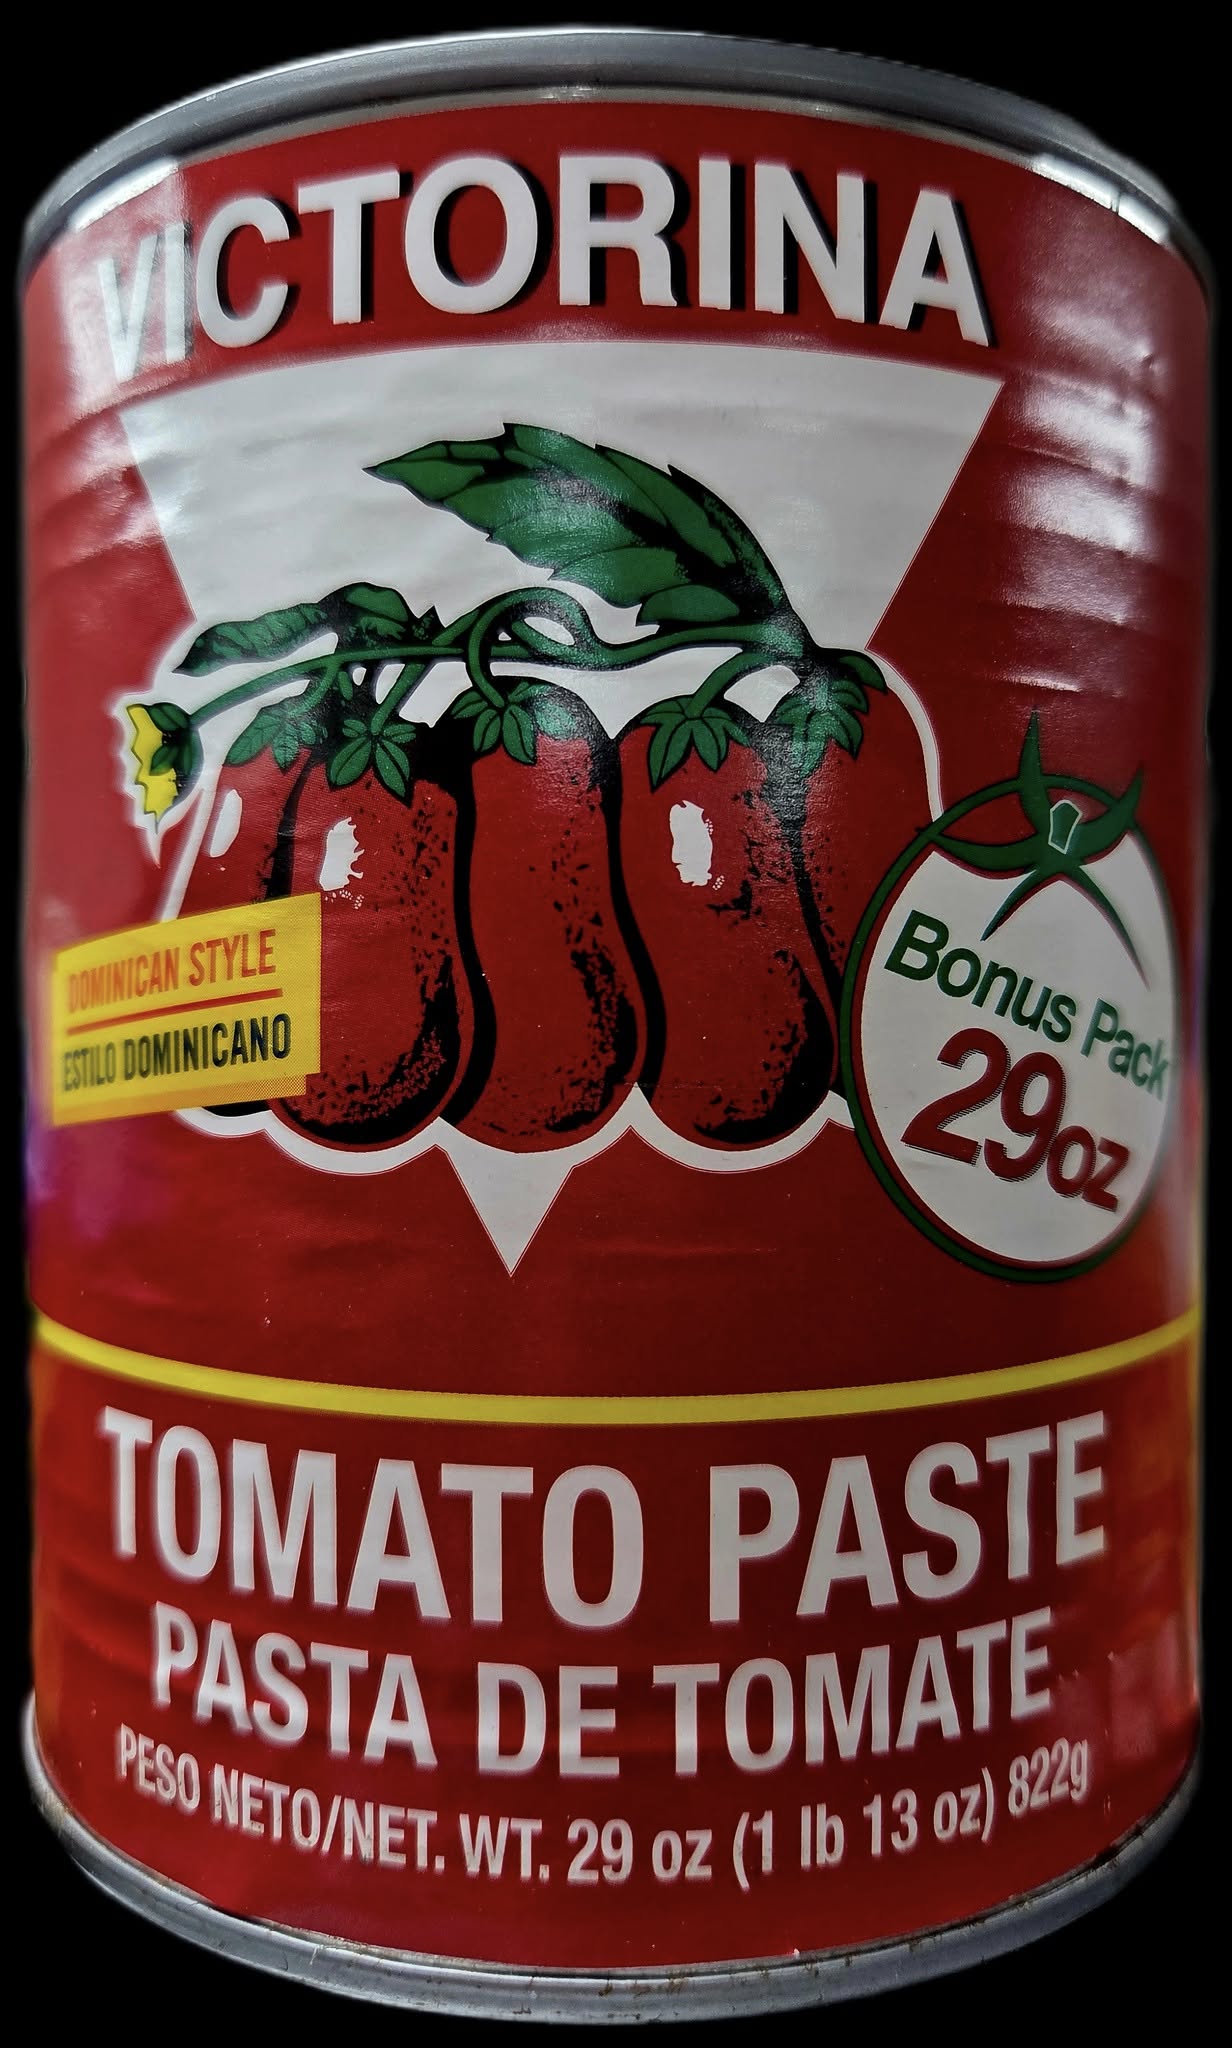 VICTORINA
DOMINICAN STYLE
ESTILO DOMINICANO
Bonus Pack
29oz
TOMATO PASTE
PASTA DE TOMATE
PESO NETO/NET. WT. 29 oz (1 lb 13 oz) 822g